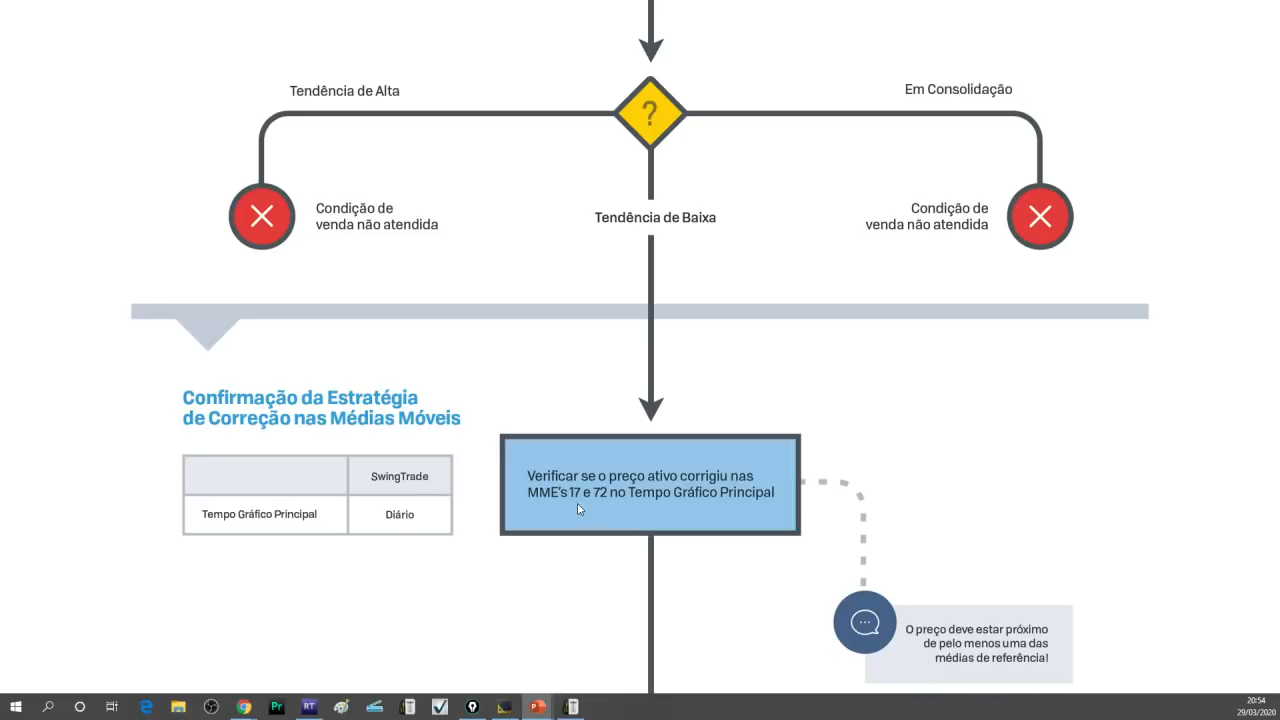 Tendência de Alta
Em Consolidação
?
Condição de
venda não atendida
Tendência de Baixa
Condição de
venda não atendida
Confirmação da Estratégia
de Correção nas Médias Móveis
SwingTrade
Tempo Gráfico Principal
Diário
Verificar se o preço ativo corrigiu nas
MME's 17 e 72 no Tempo Gráfico Principal
O preço deve estar próximo
de pelo menos uma das
médias de referência!
Pr
RT
20:54
29/03/2020